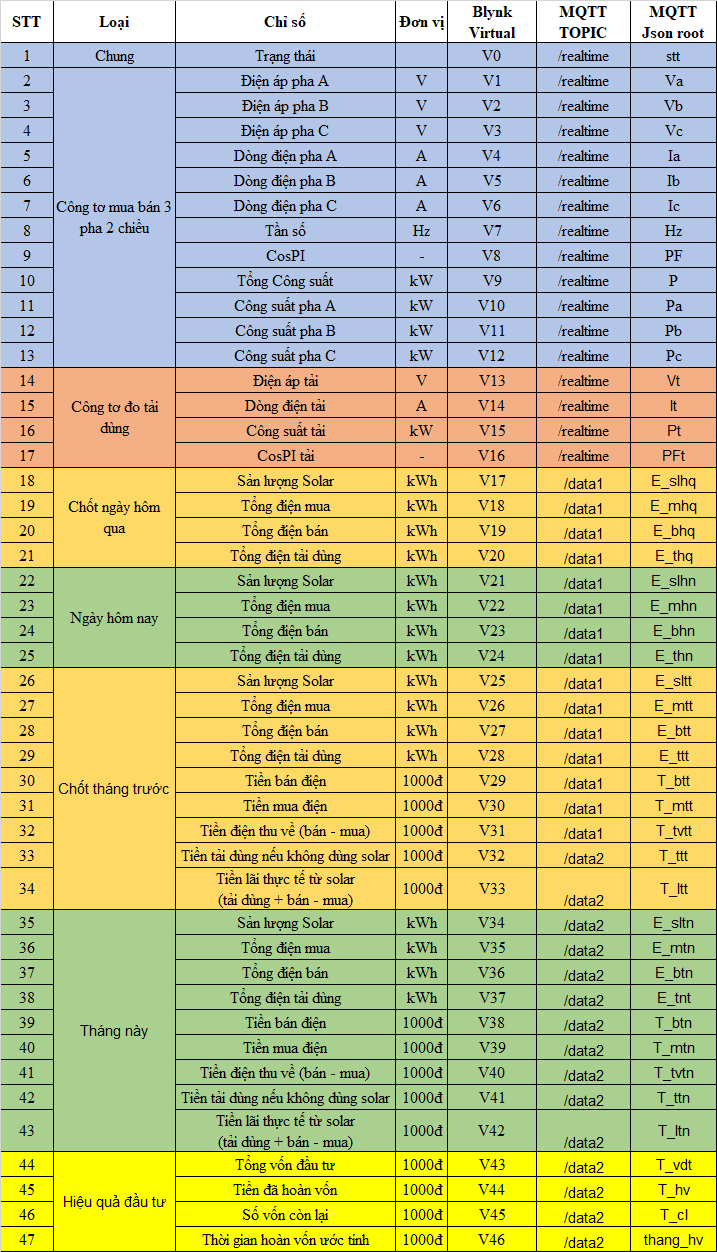 STT Loại Chỉ số Đơn vị Blynk Virtual MQTT TOPIC MQTT Json root
1 Chung Trạng thái V0 /realtime stt
Công tơ mua bán 3 pha 2 chiều
2 Điện áp pha A V V1 /realtime Va
3 Điện áp pha B V V2 /realtime Vb
4 Điện áp pha C V V3 /realtime Vc
5 Dòng điện pha A A V4 /realtime Ia
6 Dòng điện pha B A V5 /realtime Ib
7 Dòng điện pha C A V6 /realtime Ic
8 Tần số Hz V7 /realtime Hz
9 CosPI - V8 /realtime PF
10 Tổng Công suất kW V9 /realtime P
11 Công suất pha A kW V10 /realtime Pa
12 Công suất pha B kW V11 /realtime Pb
13 Công suất pha C kW V12 /realtime Pc
Công tơ đo tải dùng
14 Điện áp tải V V13 /realtime Vt
15 Dòng điện tải A V14 /realtime It
16 Công suất tải kW V15 /realtime Pt
17 CosPI tải - V16 /realtime PFt
Chốt ngày hôm qua
18 Sản lượng Solar kWh V17 /data1 E_slhq
19 Tổng điện mua kWh V18 /data1 E_mhq
20 Tổng điện bán kWh V19 /data1 E_bhq
21 Tổng điện tải dùng kWh V20 /data1 E_thq
Ngày hôm nay
22 Sản lượng Solar kWh V21 /data1 E_slhn
23 Tổng điện mua kWh V22 /data1 E_mhn
24 Tổng điện bán kWh V23 /data1 E_bhn
25 Tổng điện tải dùng kWh V24 /data1 E_thn
Chốt tháng trước
26 Sản lượng Solar kWh V25 /data1 E_sltt
27 Tổng điện mua kWh V26 /data1 E_mtt
28 Tổng điện bán kWh V27 /data1 E_btt
29 Tổng điện tải dùng kWh V28 /data1 E_ttt
30 Tiền bán điện 1000đ V29 /data1 T_btt
31 Tiền mua điện 1000đ V30 /data1 T_mtt
32 Tiền điện thu về (bán - mua) 1000đ V31 /data1 T_tvtt
33 Tiền tải dùng nếu không dùng solar 1000đ V32 /data2 T_ttt
34 Tiền lãi thực tế từ solar (tải dùng + bán - mua) 1000đ V33 /data2 T_ltt
Tháng này
35 Sản lượng Solar kWh V34 /data2 E_sltn
36 Tổng điện mua kWh V35 /data2 E_mtn
37 Tổng điện bán kWh V36 /data2 E_btn
38 Tổng điện tải dùng kWh V37 /data2 E_tnt
39 Tiền bán điện 1000đ V38 /data2 T_btn
40 Tiền mua điện 1000đ V39 /data2 T_mtn
41 Tiền điện thu về (bán - mua) 1000đ V40 /data2 T_tvtn
42 Tiền tải dùng nếu không dùng solar 1000đ V41 /data2 T_ttn
43 Tiền lãi thực tế từ solar (tải dùng + bán - mua) 1000đ V42 /data2 T_ltn
Hiệu quả đầu tư
44 Tổng vốn đầu tư 1000đ V43 /data2 T_vdt
45 Tiền đã hoàn vốn 1000đ V44 /data2 T_hv
46 Số vốn còn lại 1000đ V45 /data2 T_cl
47 Thời gian hoàn vốn ước tính 1000đ V46 /data2 thang_hv